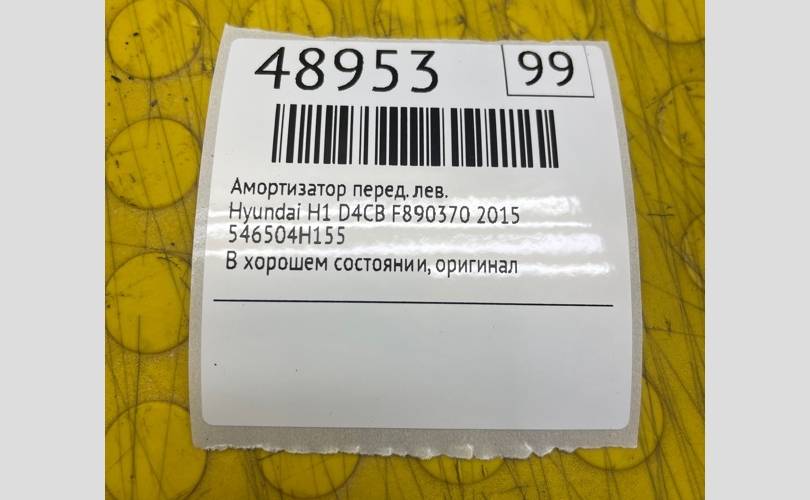 48953 99
Амортизатор перед. лев.
Hyundai H1 D4CB F890370 2015
546504H155
В хорошем состоянии, оригинал